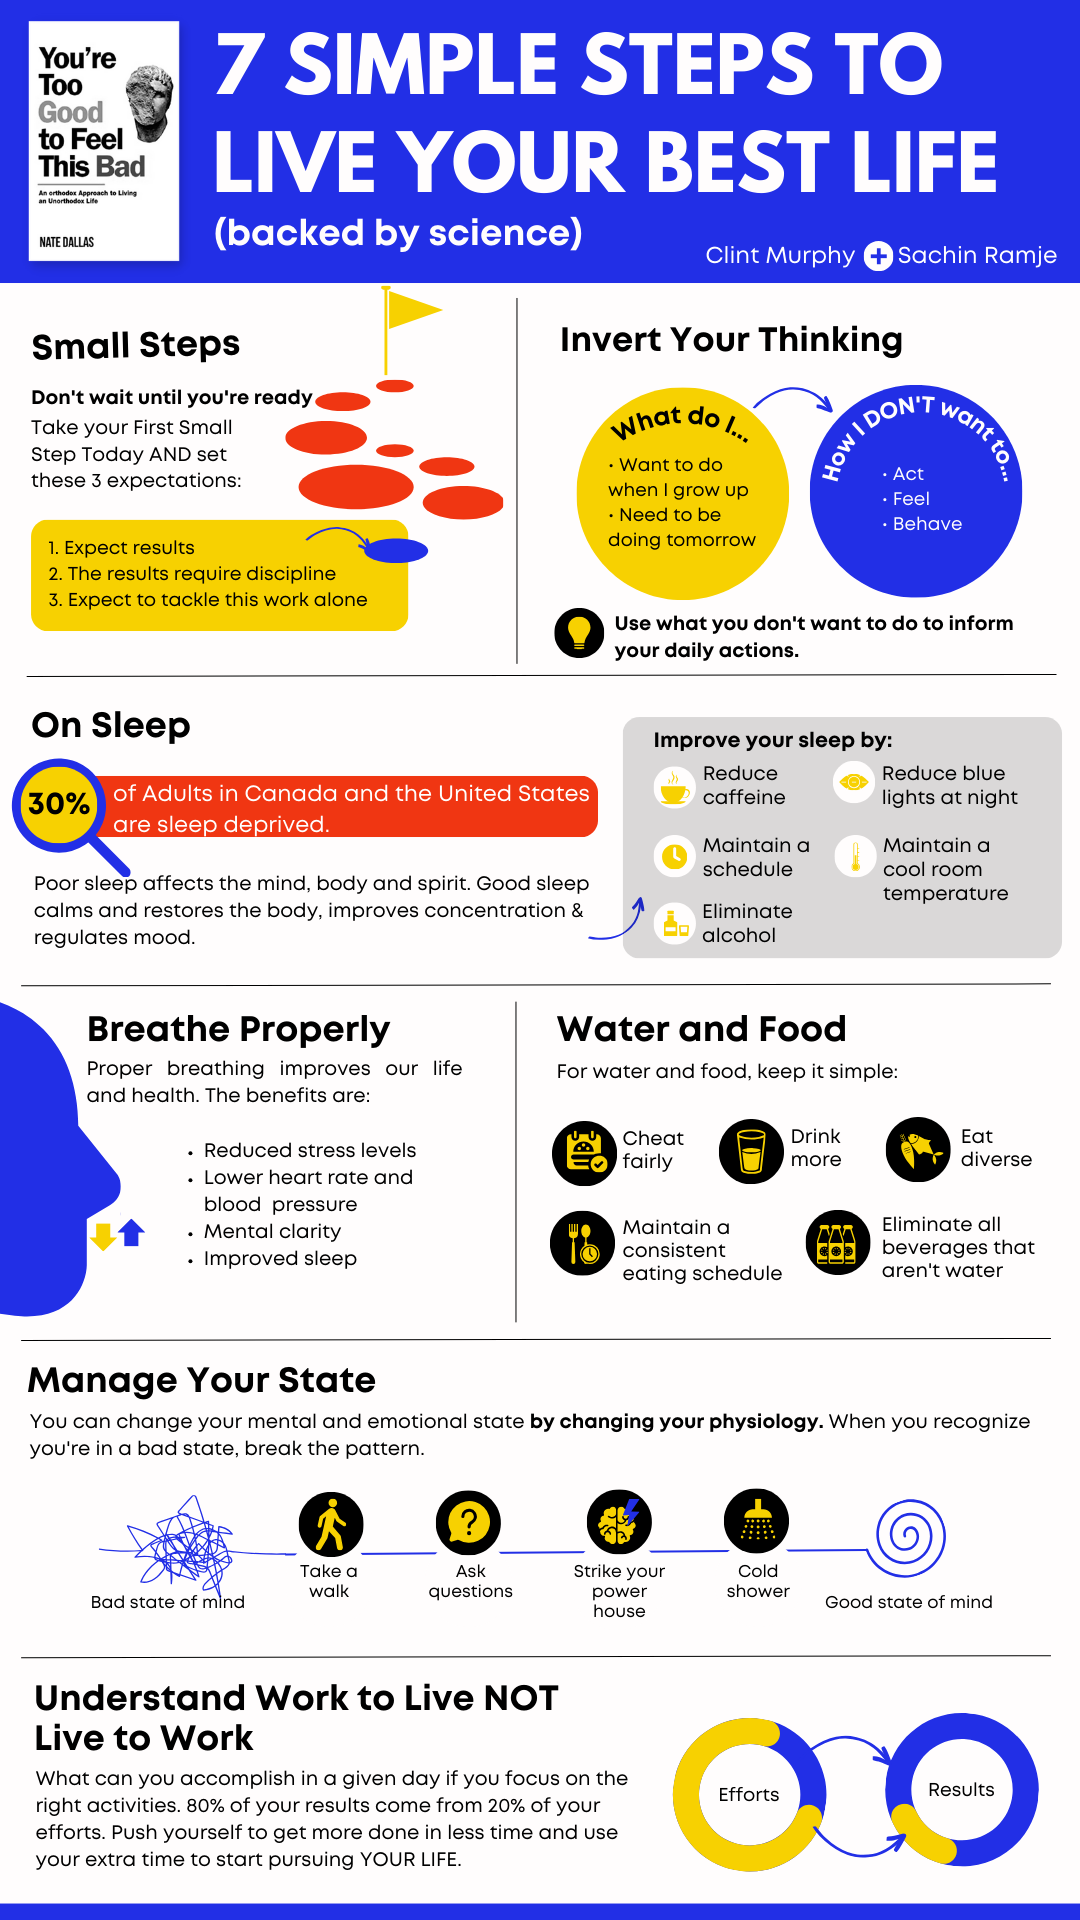 You're
Too
Good
to Feel
This Bad
An orthodox Approach to Living
an Unorthodox Life
NATE DALLAS
7 SIMPLE STEPS TO
LIVE YOUR BEST LIFE
(backed by science)
Clint Murphy + Sachin Ramje
Small Steps
Don't wait until you're ready
Take your First Small
Step Today AND set
these 3 expectations:
1. Expect results
2. The results require discipline
3. Expect to tackle this work alone
Invert Your Thinking
What do I...
• Want to do
when I grow up
• Need to be
doing tomorrow
How I DON'T want to...
• Act
• Feel
• Behave
Use what you don't want to do to inform
your daily actions.
On Sleep
30%
of Adults in Canada and the United States
are sleep deprived.
Poor sleep affects the mind, body and spirit. Good sleep
calms and restores the body, improves concentration &
regulates mood.
Improve your sleep by:
Reduce
caffeine
Reduce blue
lights at night
Maintain a
schedule
Maintain a
cool room
temperature
Eliminate
alcohol
Breathe Properly
Proper breathing improves our life
and health. The benefits are:
• Reduced stress levels
• Lower heart rate and
blood pressure
• Mental clarity
• Improved sleep
Water and Food
For water and food, keep it simple:
Cheat
fairly
Drink
more
Eat
diverse
Maintain a
consistent
eating schedule
Eliminate all
beverages that
aren't water
Manage Your State
You can change your mental and emotional state by changing your physiology. When you recognize
you're in a bad state, break the pattern.
Bad state of mind
Take a
walk
?
Ask
questions
Strike your
power
house
Cold
shower
Good state of mind
Understand Work to Live NOT
Live to Work
What can you accomplish in a given day if you focus on the
right activities. 80% of your results come from 20% of your
efforts. Push yourself to get more done in less time and use
your extra time to start pursuing YOUR LIFE.
Efforts
Results